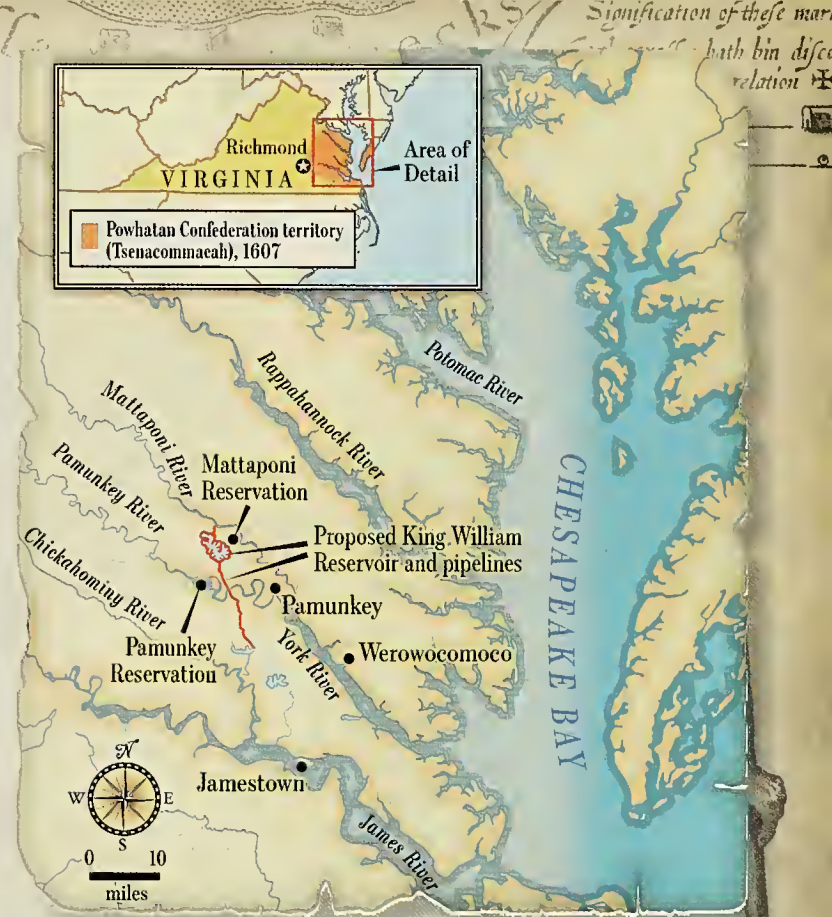 Signification of these mar
hath bin disco
relation
Richmond
VIRGINIA
Area of
Detail
Powhatan Confederation territory
(Tsenacommacah), 1607
Potomac River
Rappahannock River
Mattaponi River
Pamunkey River
Chickahominy River
Mattaponi
Reservation
Proposed King William
Reservoir and pipelines
Pamunkey
Pamunkey
Reservation
York River
Werowocomoco
CHESAPEAKE BAY
Jamestown
James River
N
W
E
S
0 10
miles